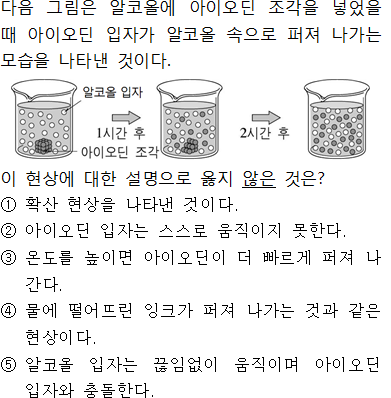 다음 그림은 알코올에 아이오딘 조각을 넣었을
때 아이오딘 입자가 알코올 속으로 퍼져 나가는
모습을 나타낸 것이다.
알코올 입자
1시간 후
2시간 후
아이오딘 조각
이 현상에 대한 설명으로 옳지 않은 것은?
① 확산 현상을 나타낸 것이다.
② 아이오딘 입자는 스스로 움직이지 못한다.
③ 온도를 높이면 아이오딘이 더 빠르게 퍼져 나
간다.
④ 물에 떨어뜨린 잉크가 퍼져 나가는 것과 같은
현상이다.
⑤ 알코올 입자는 끊임없이 움직이며 아이오딘
입자와 충돌한다.